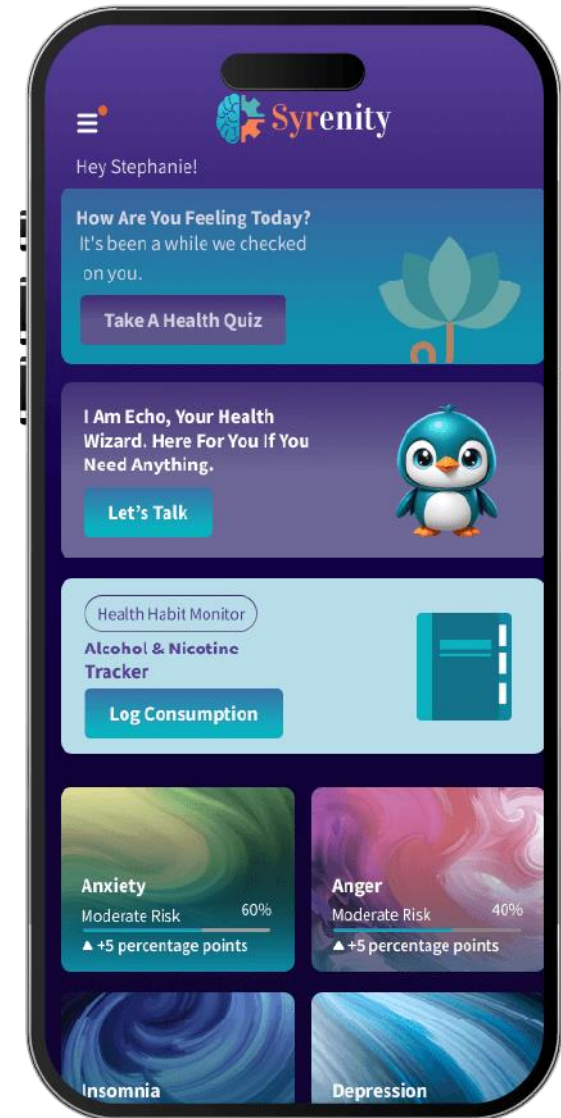 Syrenity
Hey Stephanie!
How Are You Feeling Today?
It's been a while we checked
on you.
Take A Health Quiz
I Am Echo, Your Health
Wizard. Here For You If You
Need Anything.
Let's Talk
Health Habit Monitor
Alcohol & Nicotine
Tracker
Log Consumption
Anxiety
Moderate Risk 60%
▲ +5 percentage points
Anger
Moderate Risk 40%
▲ +5 percentage points
Insomnia
Depression